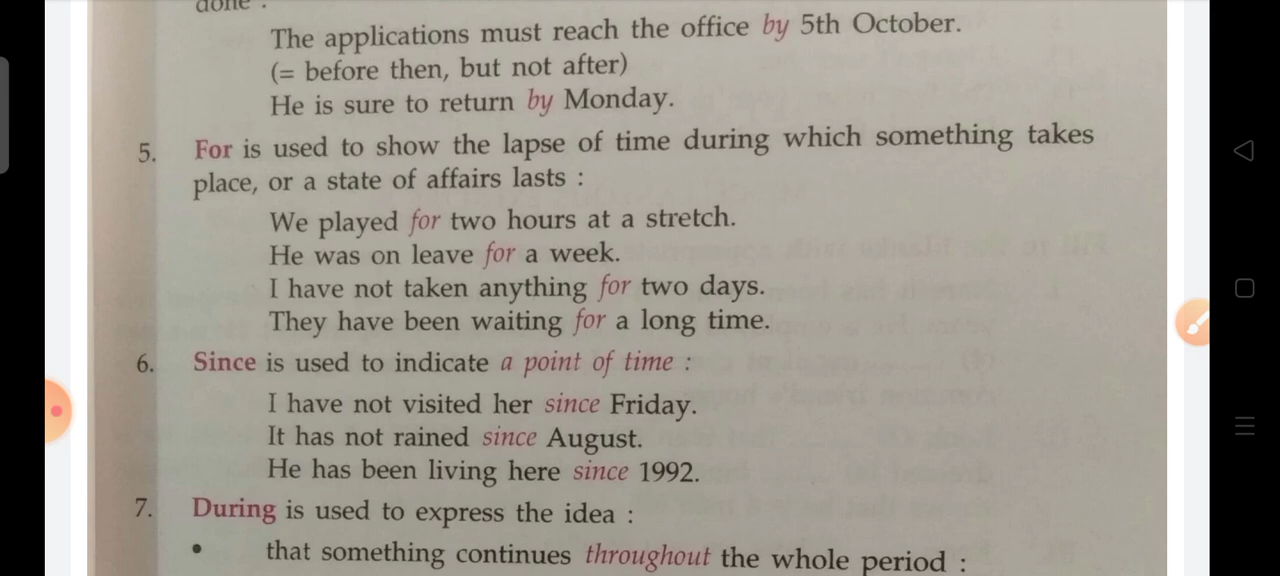 done :
The applications must reach the office by 5th October.
(= before then, but not after)
He is sure to return by Monday.
5. For is used to show the lapse of time during which something takes
place, or a state of affairs lasts :
We played for two hours at a stretch.
He was on leave for a week.
I have not taken anything for two days.
They have been waiting for a long time.
6. Since is used to indicate a point of time :
I have not visited her since Friday.
It has not rained since August.
He has been living here since 1992.
7. During is used to express the idea :
• that something continues throughout the whole period :